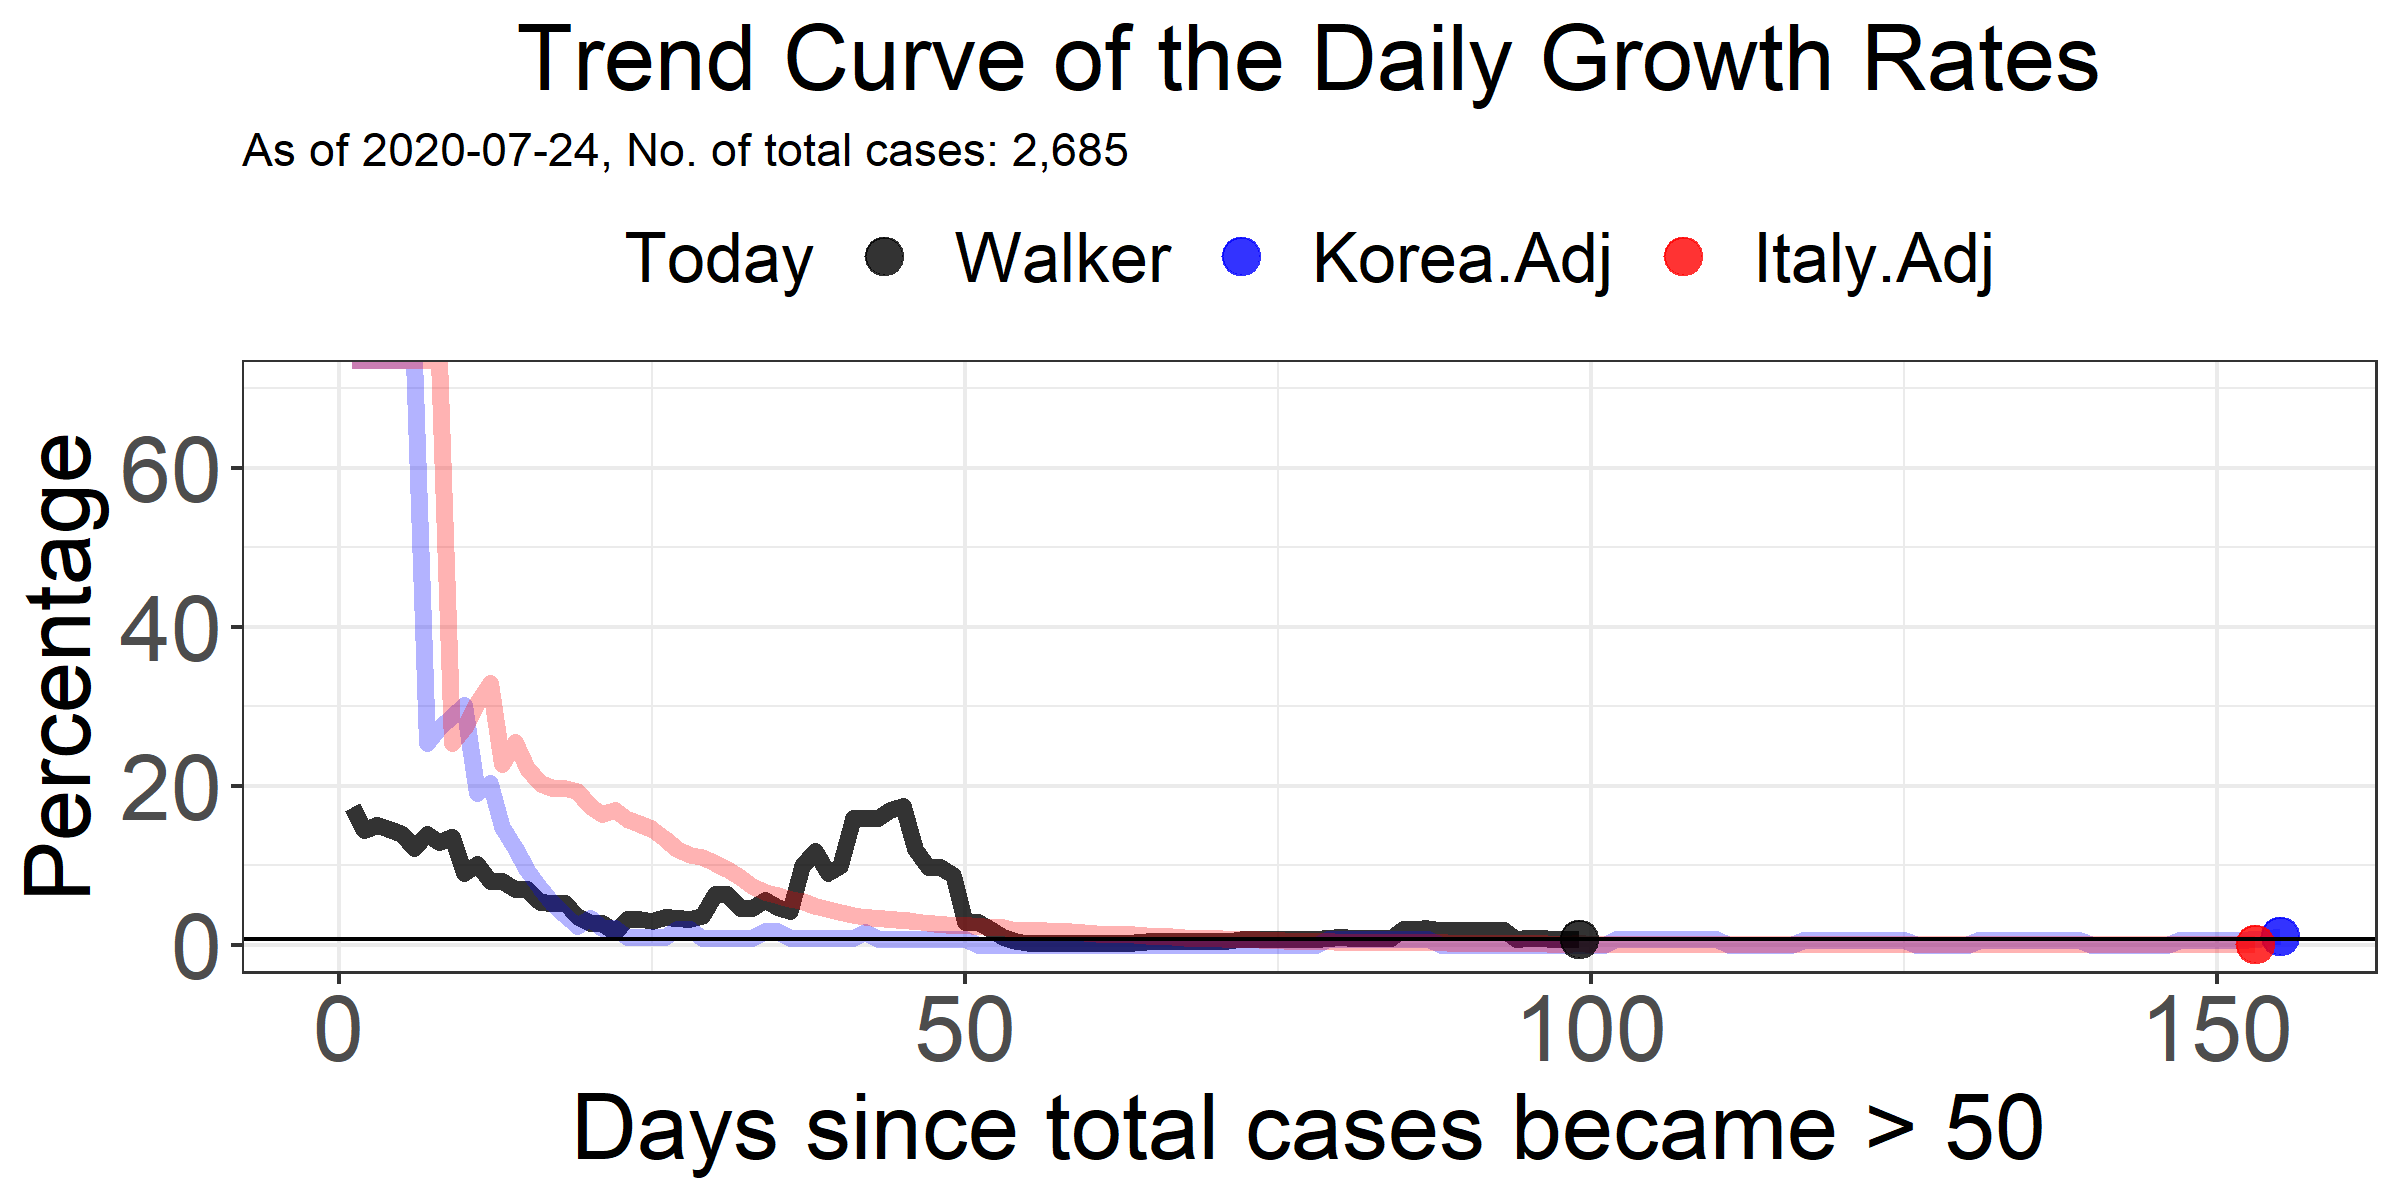 Trend Curve of the Daily Growth Rates
As of 2020-07-24, No. of total cases: 2,685
Today Walker Korea.Adj Italy.Adj
Percentage
60
40
20
0
0 50 100 150
Days since total cases became > 50